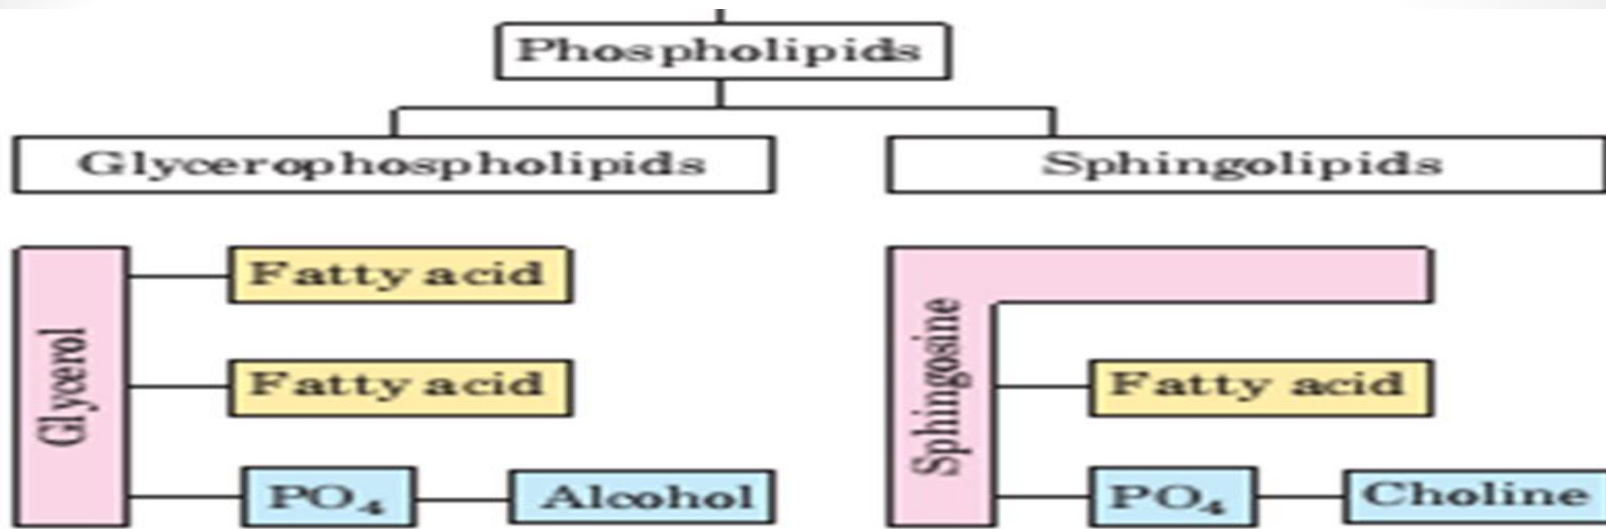 Phospholipids
Glycerophospholipids
Sphingolipids
Glycerol
Fatty acid
Fatty acid
PO₄
Alcohol
Sphingosine
Fatty acid
PO₄
Choline